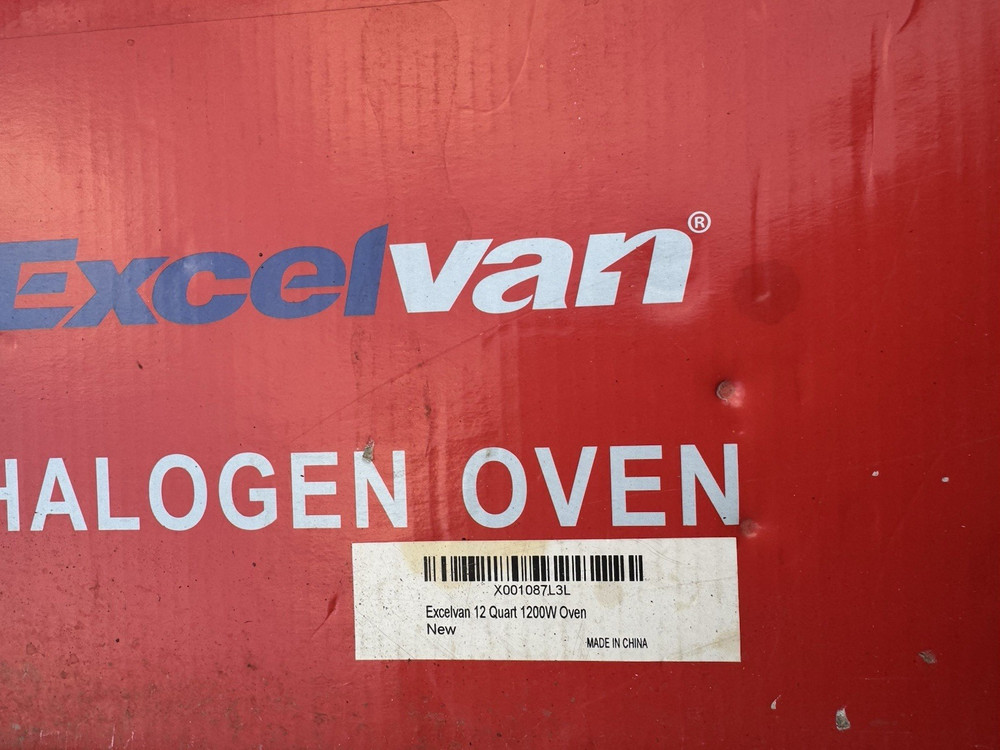 Excelvan®
HALOGEN OVEN
X001087L3L
Excelvan 12 Quart 1200W Oven
New
MADE IN CHINA